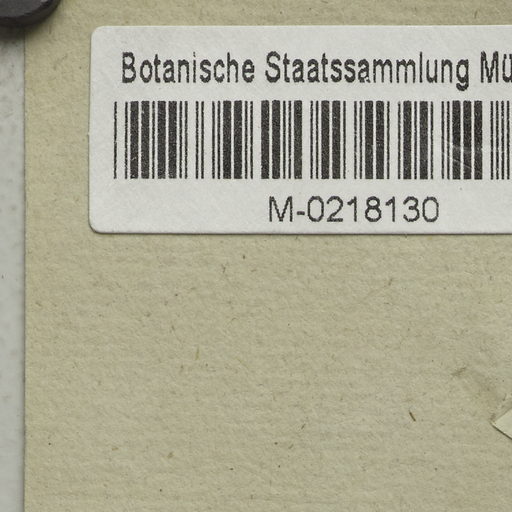 Botanische Staatssammlung Mü
M-0218130